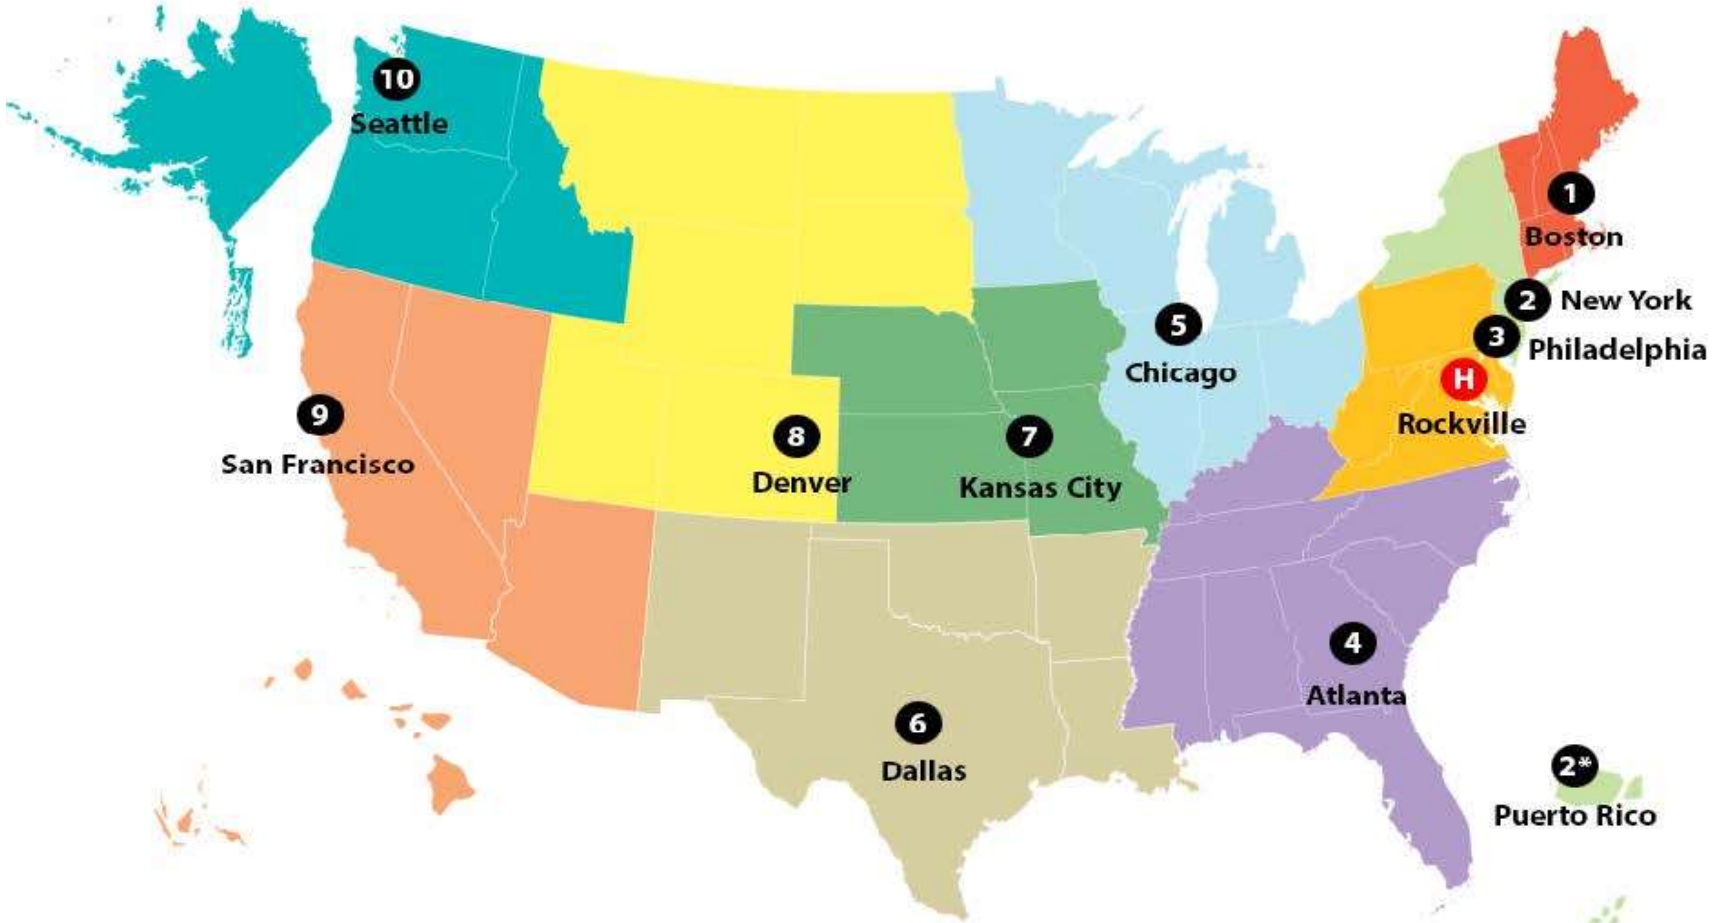 10
Seattle
1
Boston
2 New York
3
Philadelphia
H
Rockville
5
Chicago
9
San Francisco
8
Denver
7
Kansas City
4
Atlanta
6
Dallas
2*
Puerto Rico